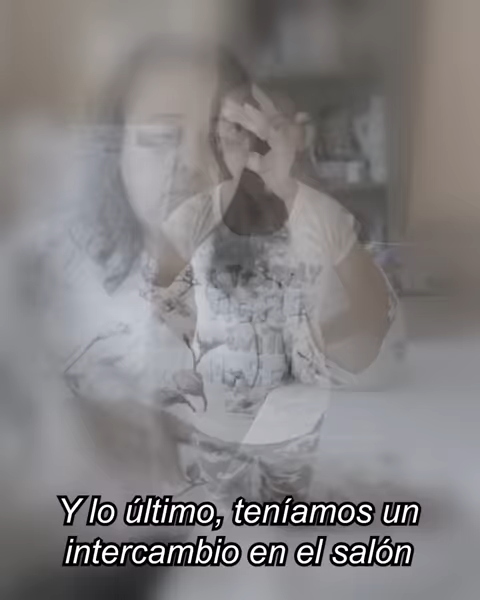 Y lo último, teníamos un
intercambio en el salón